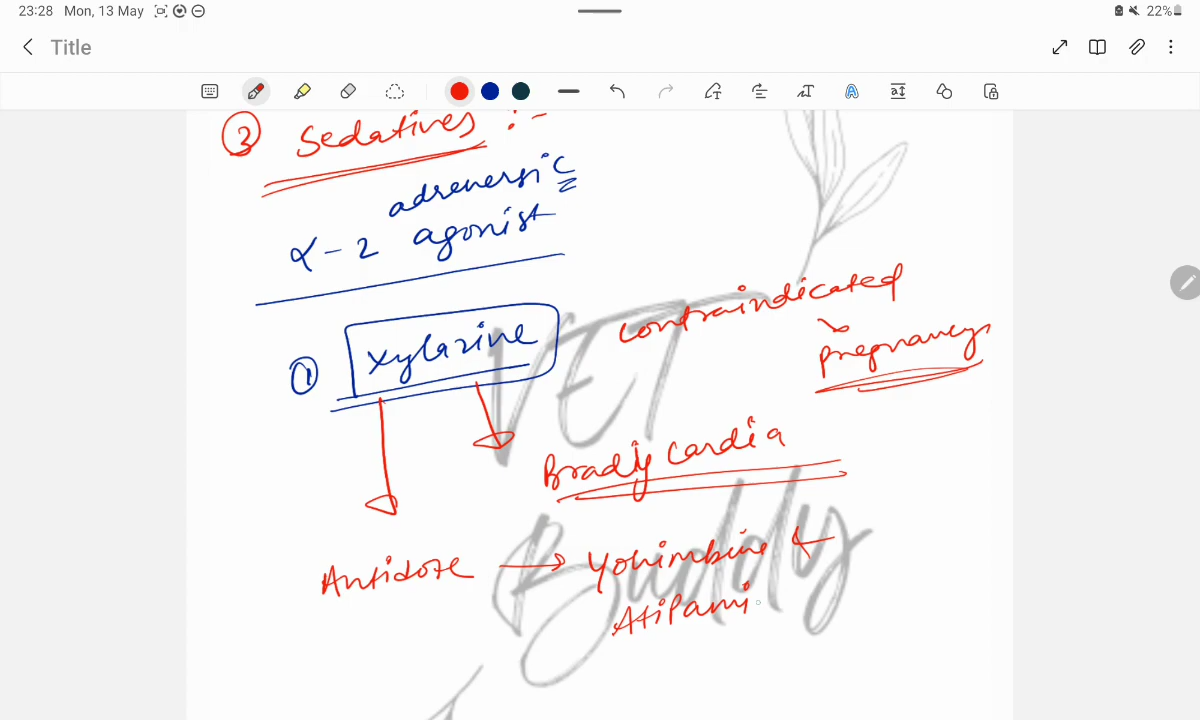 23:28 Mon, 13 May
22%
Title
③ Sedatives :-
adrenergic
α-2 agonist
① Xylazine
contraindicated
pregnancy
Bradycardia
Antidote → Yohimbine ←
Atipami
VET
Buddy